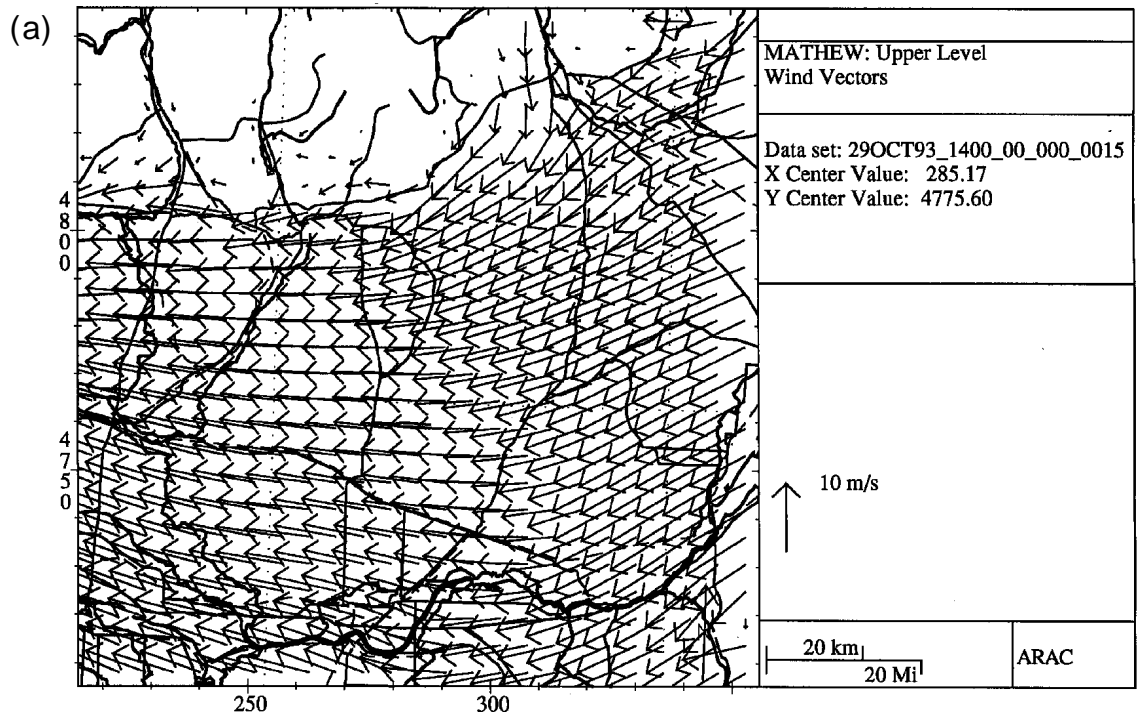 (a)
MATHEW: Upper Level
Wind Vectors
Data set: 29OCT93_1400_00_000_0015
X Center Value: 285.17
Y Center Value: 4775.60
4
8
0
0
4
7
5
0
10 m/s
20 km
20 Mi
ARAC
250
300